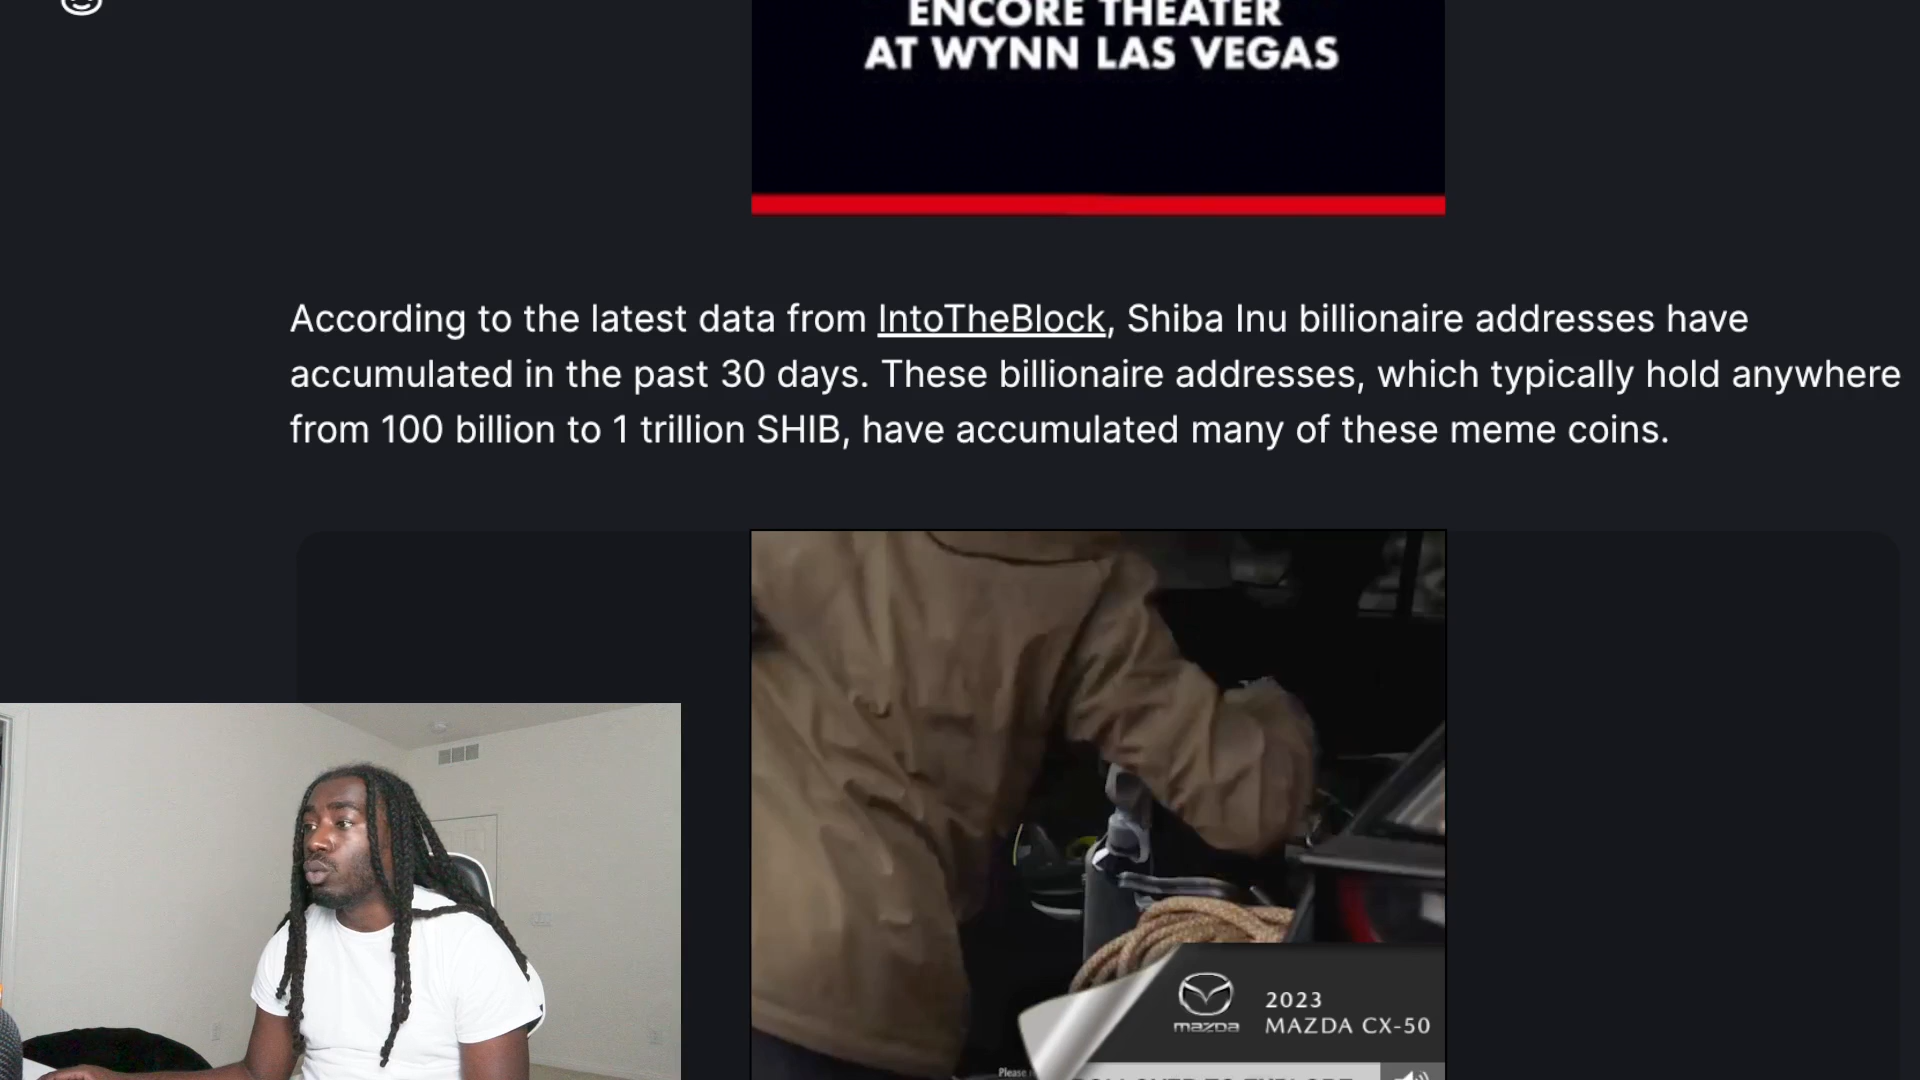 ENCORE THEATER
AT WYNN LAS VEGAS
According to the latest data from IntoTheBlock, Shiba Inu billionaire addresses have
accumulated in the past 30 days. These billionaire addresses, which typically hold anywhere
from 100 billion to 1 trillion SHIB, have accumulated many of these meme coins.
mazda
2023
MAZDA CX-50
Please